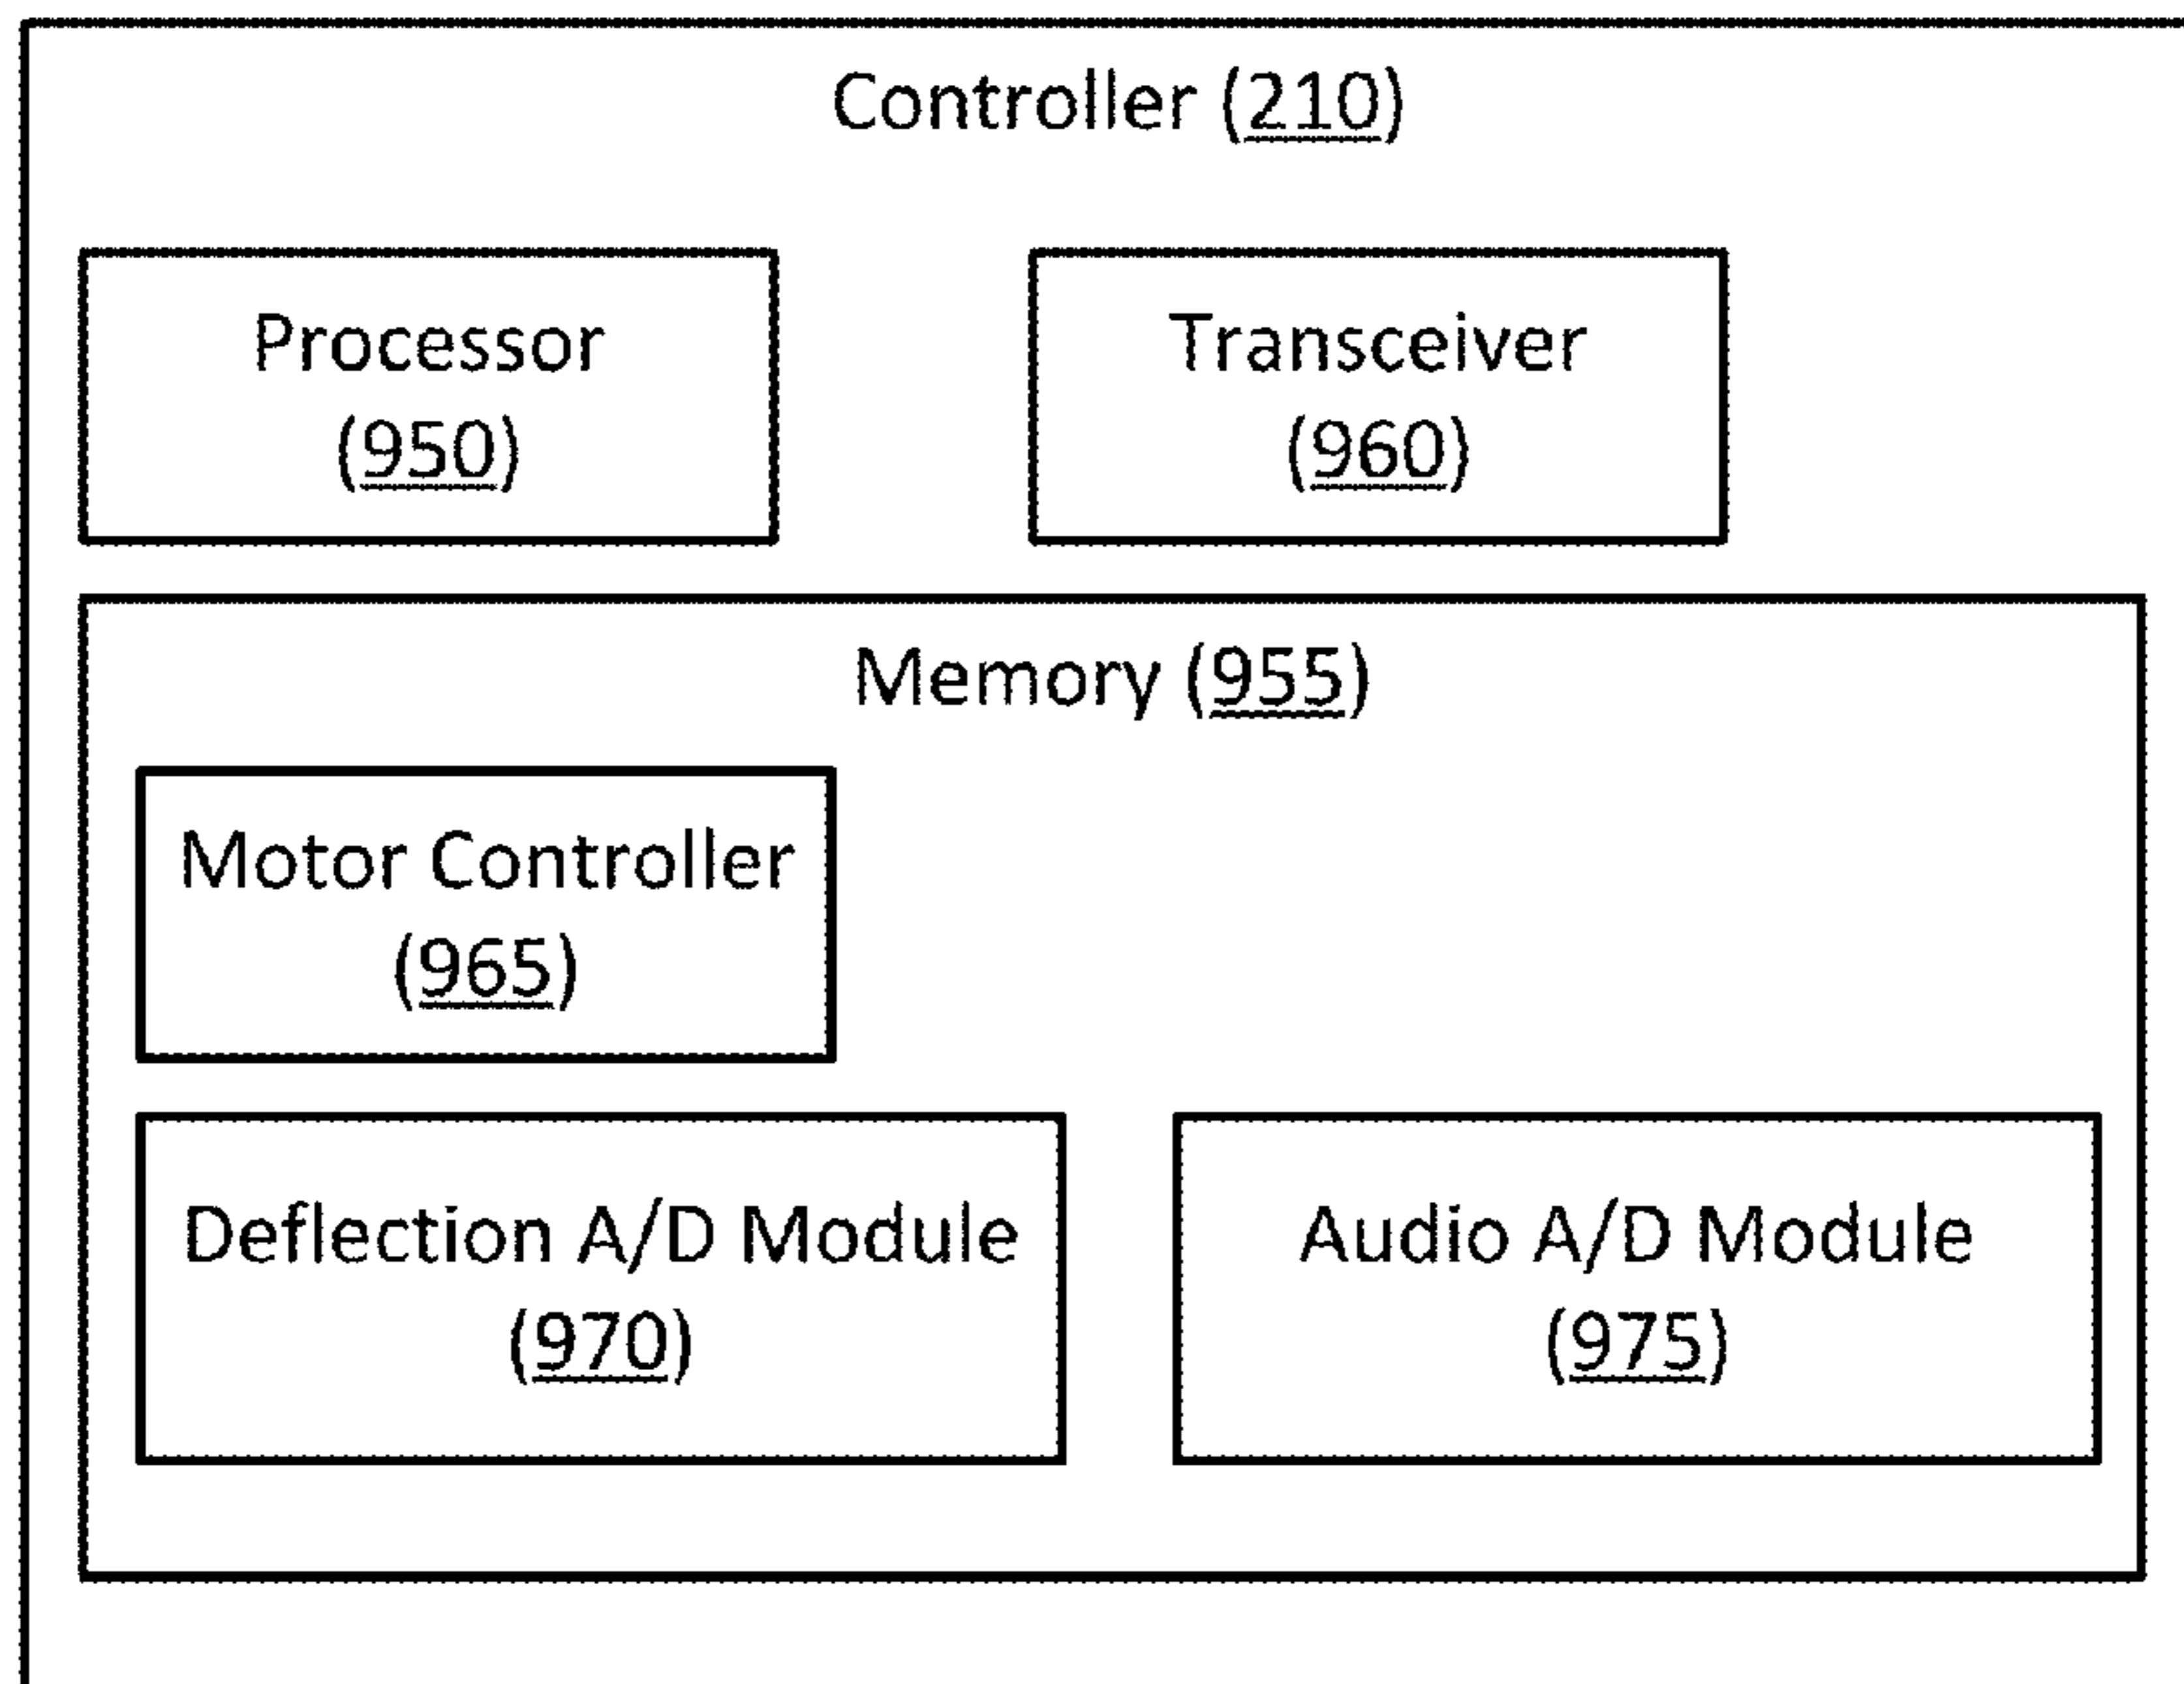 Controller (210)
Processor
(950)
Transceiver
(960)
Memory (955)
Motor Controller
(965)
Deflection A/D Module
(970)
Audio A/D Module
(975)